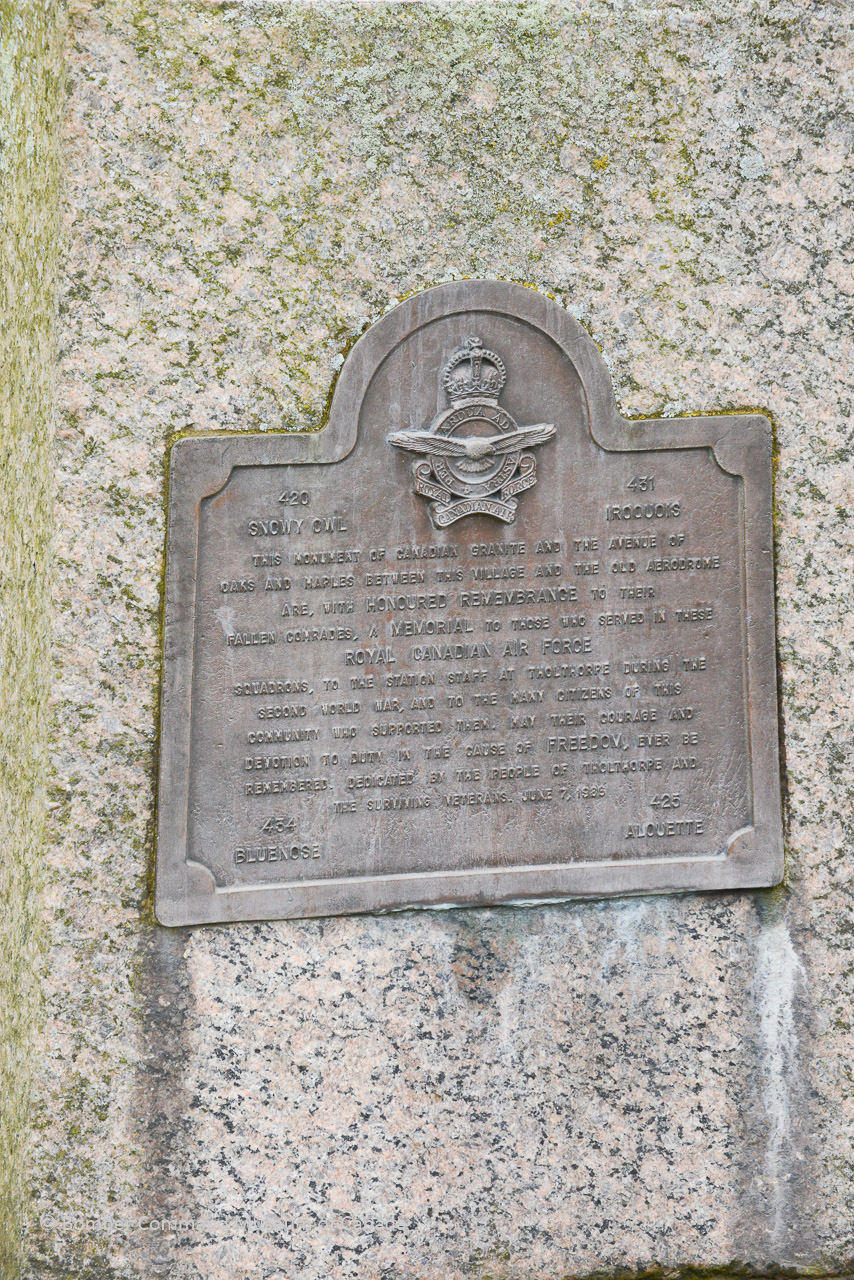 PER ARDUA AD ASTRA
ROYAL CANADIAN AIR FORCE
420
431
SNOWY OWL
IROQUOIS
THIS MONUMENT OF CANADIAN GRANITE AND THE AVENUE OF
OAKS AND MAPLES BETWEEN THIS VILLAGE AND THE OLD AERODROME
ARE, WITH HONOURED REMEMBRANCE TO THEIR
FALLEN COMRADES, A MEMORIAL TO THOSE WHO SERVED IN THESE
ROYAL CANADIAN AIR FORCE
SQUADRONS, TO THE STATION STAFF AT THOLTHORPE DURING THE
SECOND WORLD WAR, AND TO THE MANY CITIZENS OF THIS
COMMUNITY WHO SUPPORTED THEM. MAY THEIR COURAGE AND
DEVOTION TO DUTY IN THE CAUSE OF FREEDOM, EVER BE
REMEMBERED. DEDICATED BY THE PEOPLE OF THOLTHORPE AND
THE SURVIVING VETERANS. JUNE 7, 1986
434
425
BLUENOSE
ALOUETTE